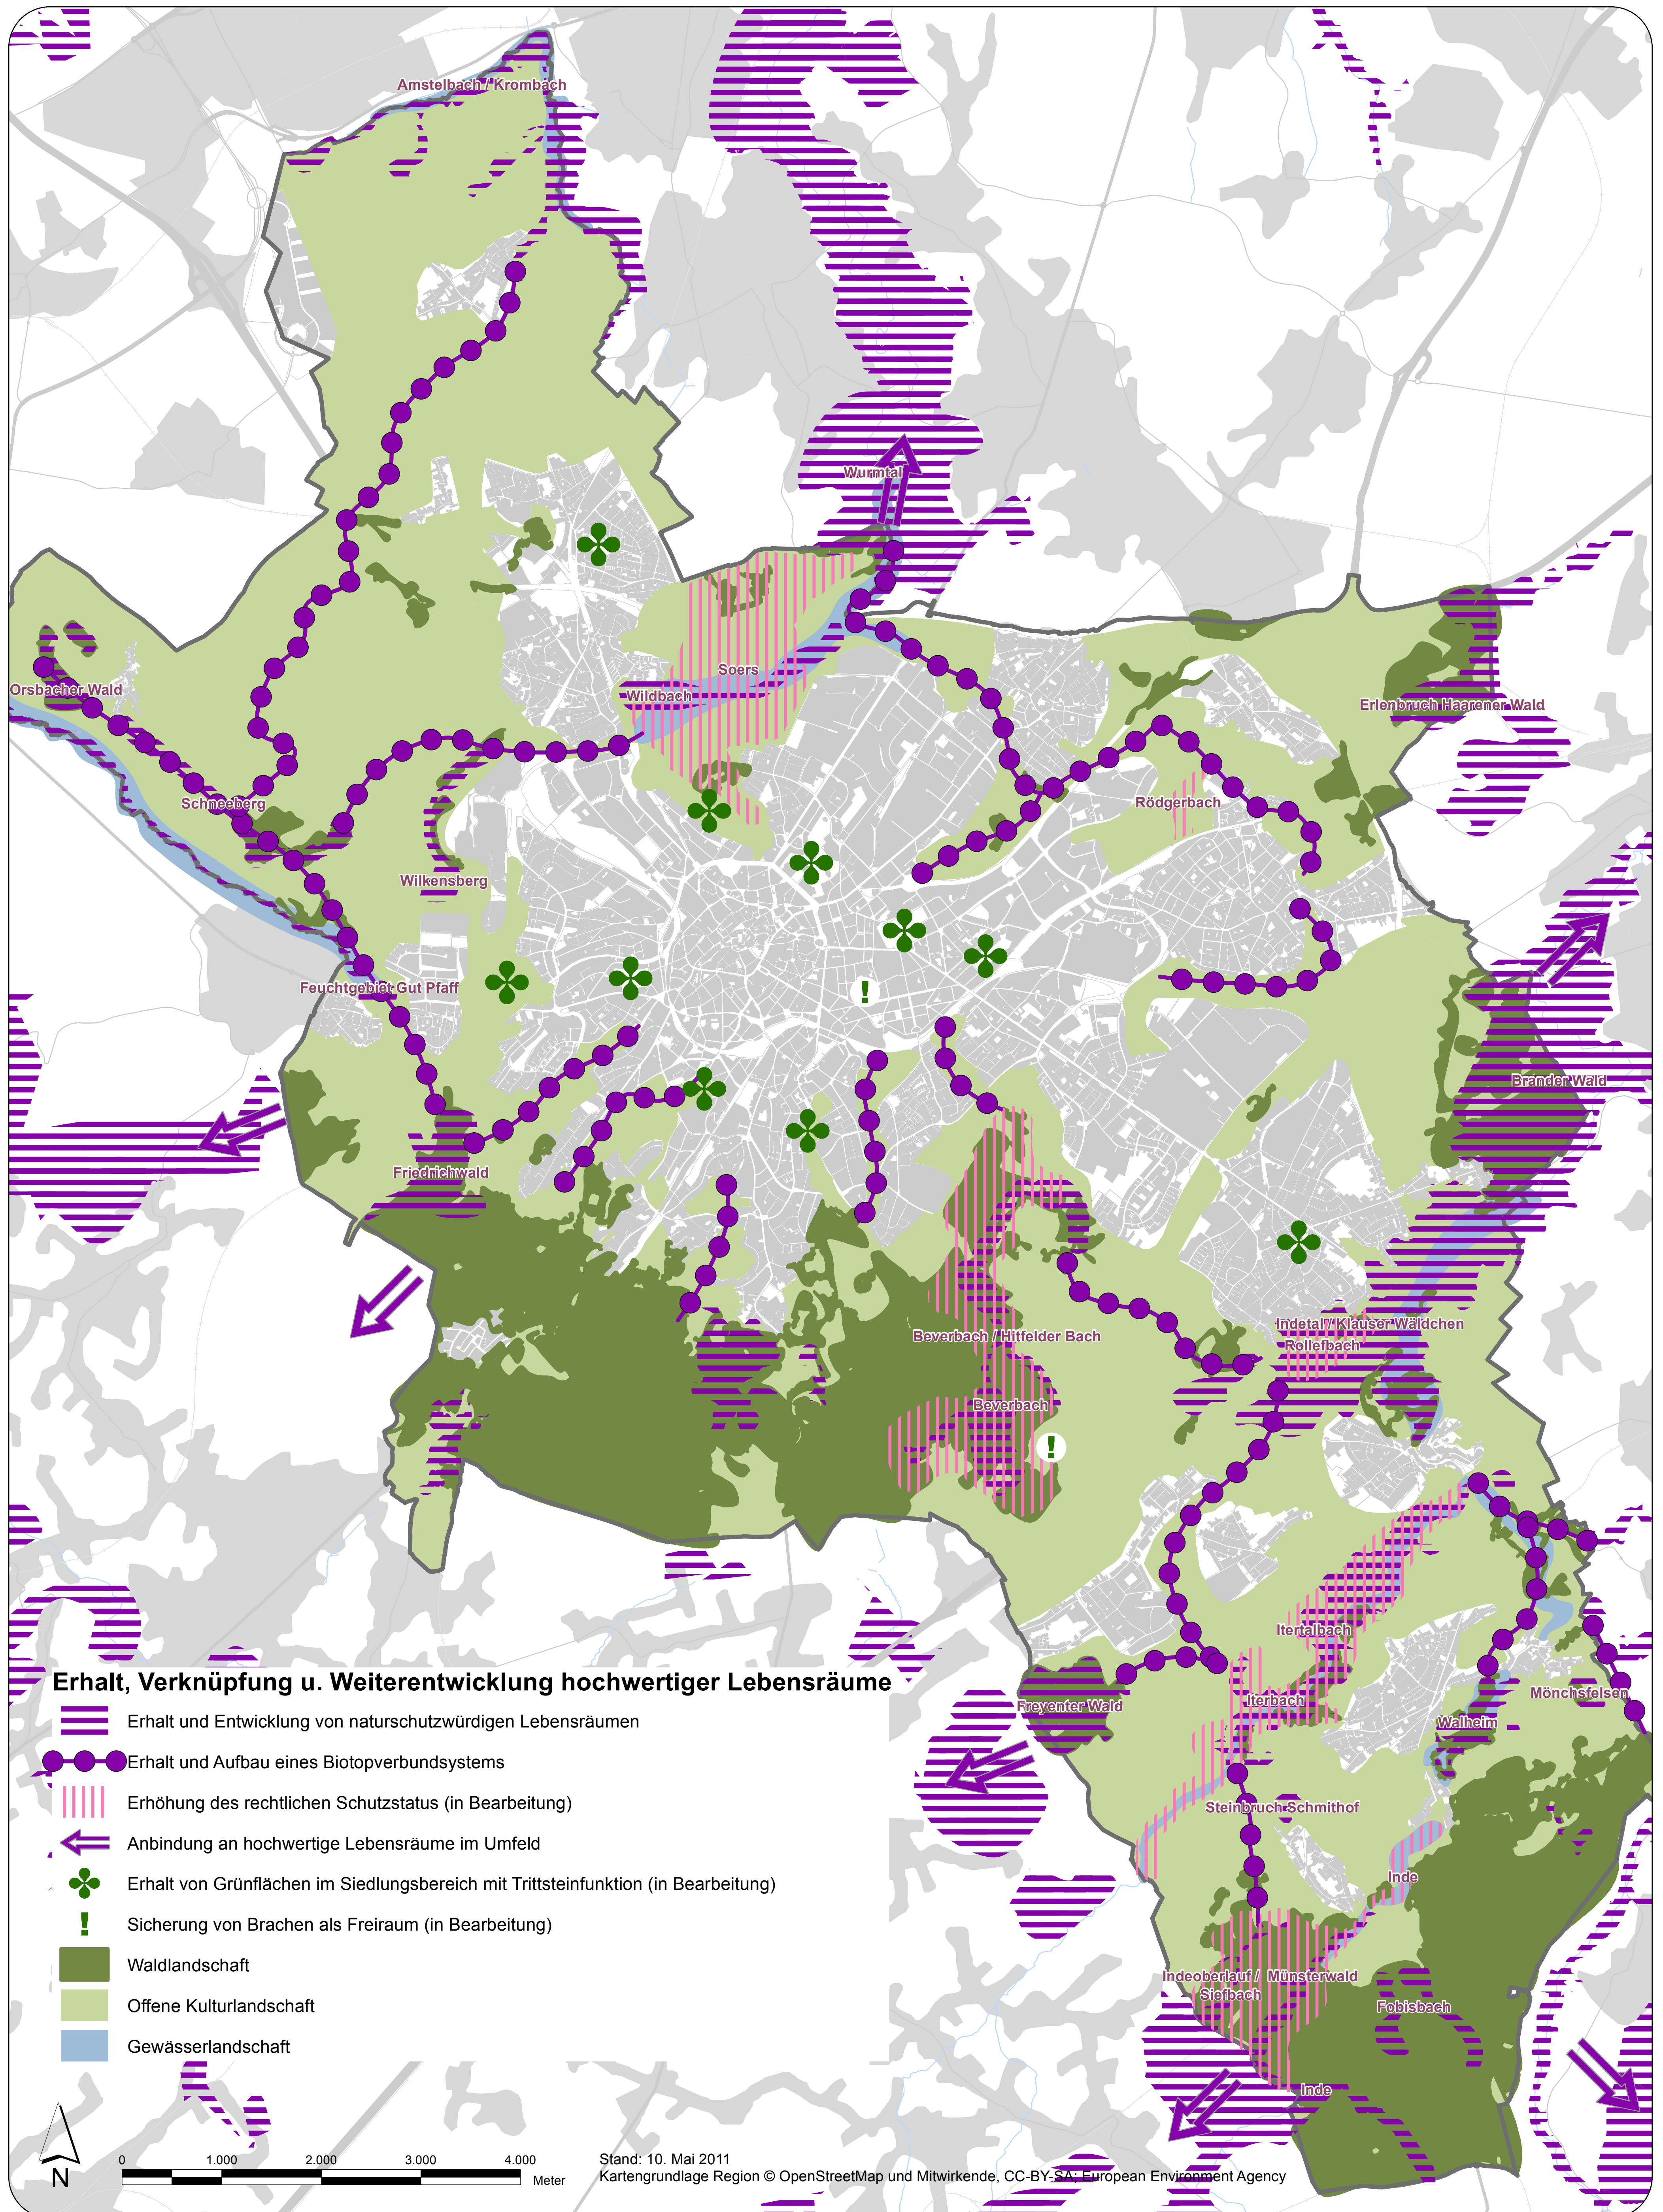 Amstelbach / Krombach
Wurmtal
Soers
Orsbacher Wald
Wildbach
Erlenbruch Haarener Wald
Schneeberg
Rödgerbach
Wilkensberg
Feuchtgebiet Gut Pfaff
Brander Wald
Friedrichwald
Indetal / Klauser Wäldchen
Beverbach / Hitfelder Bach
Rollefbach
Beverbach
Itertalbach
Erhalt, Verknüpfung u. Weiterentwicklung hochwertiger Lebensräume
Mönchsfelsen
Iterbach
Freyenter Wald
Erhalt und Entwicklung von naturschutzwürdigen Lebensräumen
Walheim
Erhalt und Aufbau eines Biotopverbundsystems
Erhöhung des rechtlichen Schutzstatus (in Bearbeitung)
Steinbruch Schmithof
Anbindung an hochwertige Lebensräume im Umfeld
Inde
Erhalt von Grünflächen im Siedlungsbereich mit Trittsteinfunktion (in Bearbeitung)
Sicherung von Brachen als Freiraum (in Bearbeitung)
Waldlandschaft
Indeoberlauf / Münsterwald
Siefbach
Offene Kulturlandschaft
Fobisbach
Gewässerlandschaft
Inde
N
0 1.000 2.000 3.000 4.000
Meter
Stand: 10. Mai 2011
Kartengrundlage Region © OpenStreetMap und Mitwirkende, CC-BY-SA; European Environment Agency